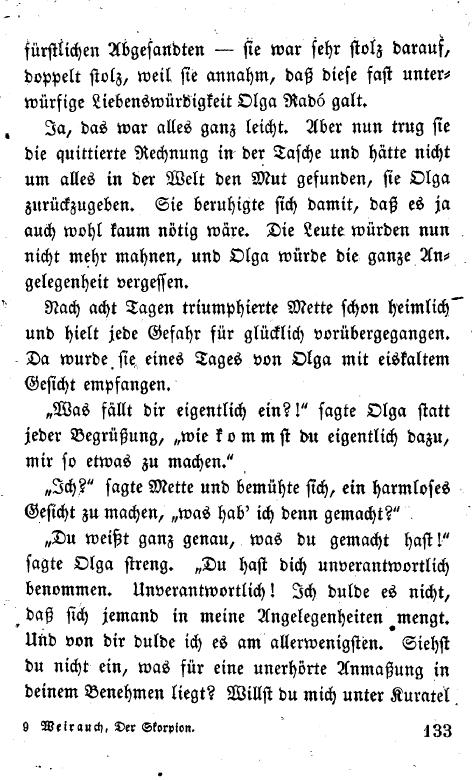 fürstlichen Abgesandten — sie war sehr stolz darauf,
doppelt stolz, weil sie annahm, daß diese fast unter-
würfige Liebenswürdigkeit Olga Radó galt.
Ja, das war alles ganz leicht. Aber nun trug sie
die quittierte Rechnung in der Tasche und hätte nicht
um alles in der Welt den Mut gefunden, sie Olga
zurückzugeben. Sie beruhigte sich damit, daß es ja
auch wohl kaum nötig wäre. Die Leute würden nun
nicht mehr mahnen, und Olga würde die ganze An-
gelegenheit vergessen.
Nach acht Tagen triumphierte Mette schon heimlich
und hielt jede Gefahr für glücklich vorübergegangen.
Da wurde sie eines Tages von Olga mit eiskaltem
Gesicht empfangen.
„Was fällt dir eigentlich ein?!“ sagte Olga statt
jeder Begrüßung, „wie kommst du eigentlich dazu,
mir so etwas zu machen.“
„Ich?“ sagte Mette und bemühte sich, ein harmloses
Gesicht zu machen, „was hab’ ich denn gemacht?“
„Du weißt ganz genau, was du gemacht hast!“
sagte Olga streng. „Du hast dich unverantwortlich
benommen. Unverantwortlich! Ich dulde es nicht,
daß sich jemand in meine Angelegenheiten mengt.
Und von dir dulde ich es am allerwenigsten. Siehst
du nicht ein, was für eine unerhörte Anmaßung in
deinem Benehmen liegt? Willst du mich unter Kuratel
9 Weirauch, Der Skorpion. 133